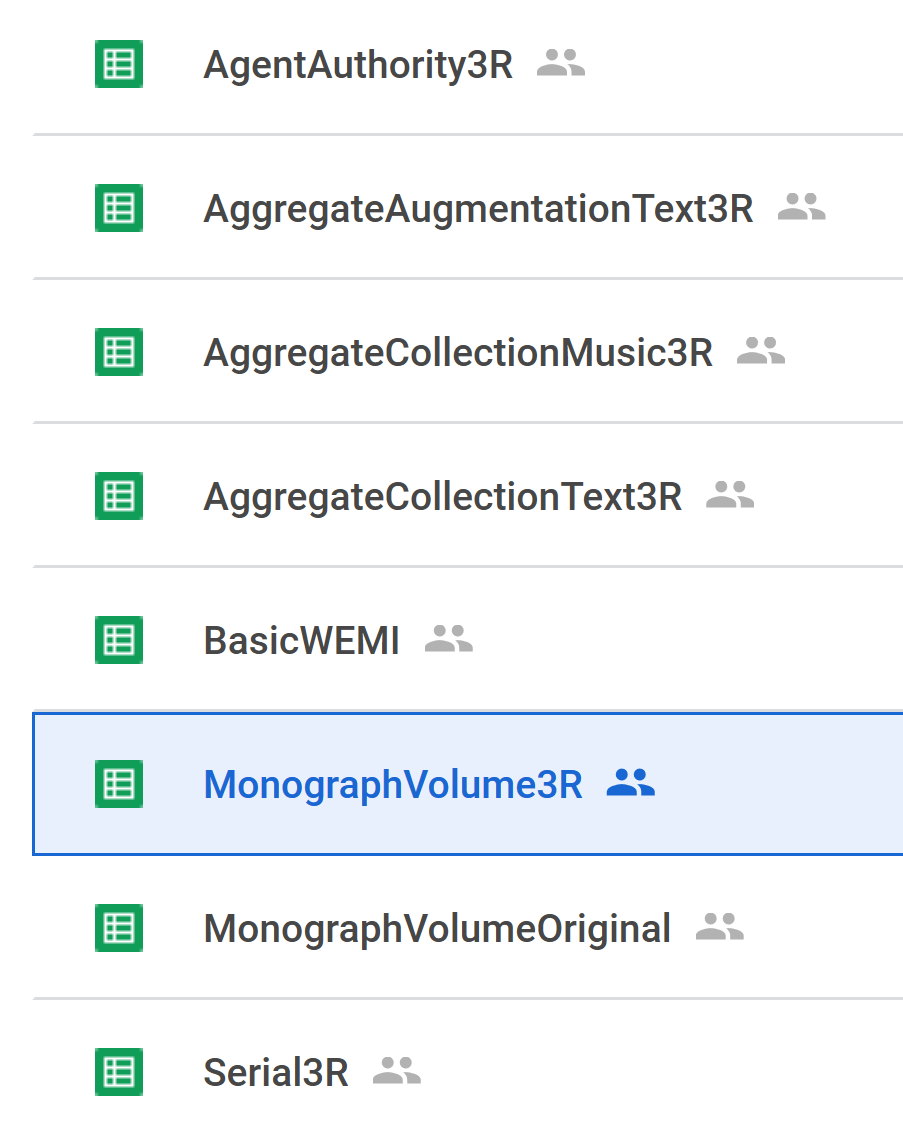 AgentAuthority3R
AggregateAugmentationText3R
AggregateCollectionMusic3R
AggregateCollectionText3R
BasicWEMI
MonographVolume3R
MonographVolumeOriginal
Serial3R